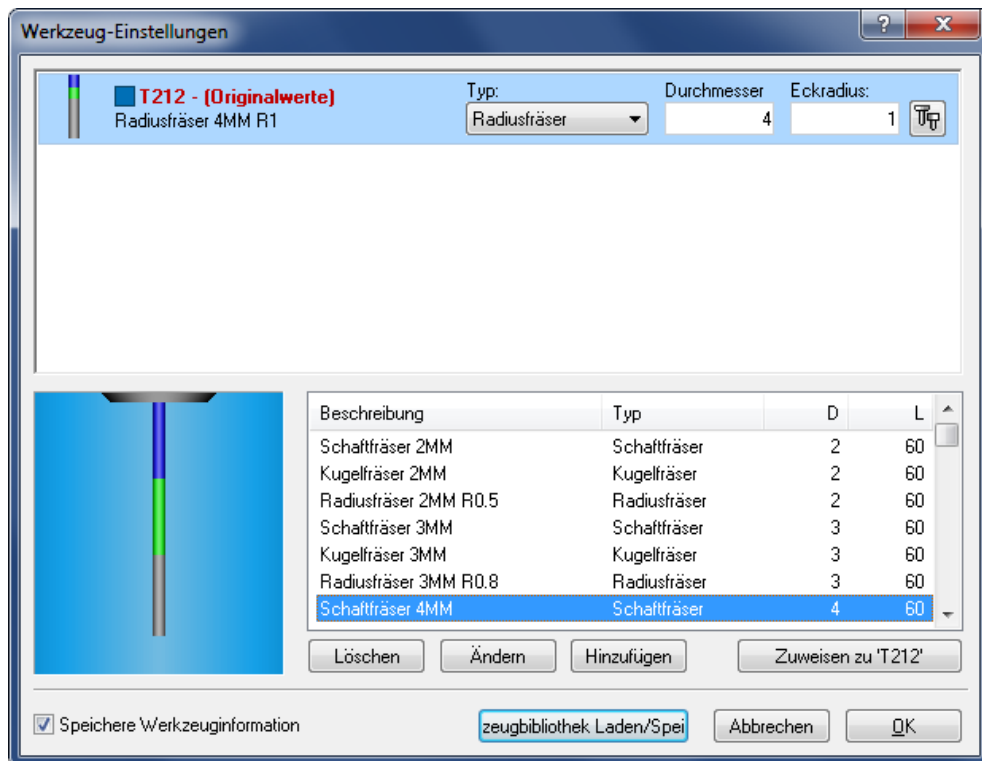 Werkzeug-Einstellungen
?
T212 - (Originalwerte)
Radiusfräser 4MM R1
Typ:
Durchmesser
Eckradius:
Radiusfräser
4
1
Beschreibung Typ D L
Schaftfräser 2MM Schaftfräser 2 60
Kugelfräser 2MM Kugelfräser 2 60
Radiusfräser 2MM R0.5 Radiusfräser 2 60
Schaftfräser 3MM Schaftfräser 3 60
Kugelfräser 3MM Kugelfräser 3 60
Radiusfräser 3MM R0.8 Radiusfräser 3 60
Schaftfräser 4MM Schaftfräser 4 60
Löschen Ändern Hinzufügen Zuweisen zu 'T212'
Speichere Werkzeuginformation zeugbibliothek Laden/Spei Abbrechen OK